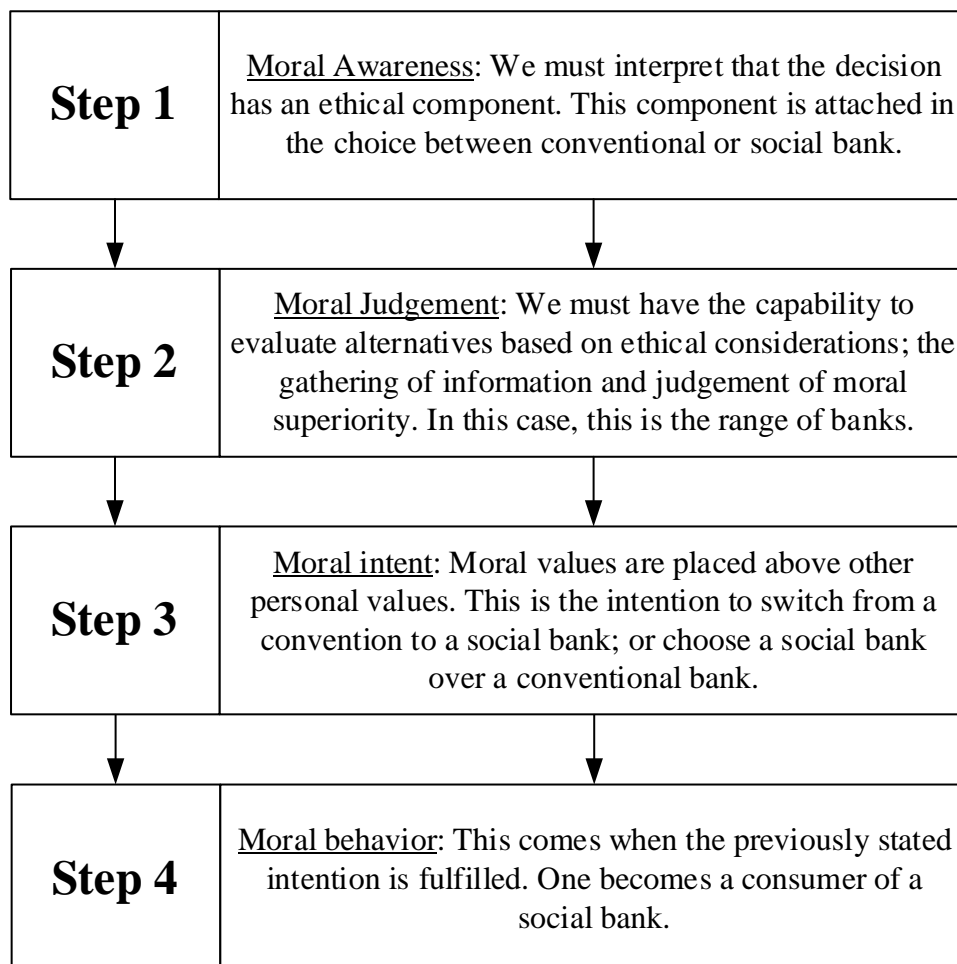 Step 1
Moral Awareness: We must interpret that the decision
has an ethical component. This component is attached in
the choice between conventional or social bank.
Step 2
Moral Judgement: We must have the capability to
evaluate alternatives based on ethical considerations; the
gathering of information and judgement of moral
superiority. In this case, this is the range of banks.
Step 3
Moral intent: Moral values are placed above other
personal values. This is the intention to switch from a
convention to a social bank; or choose a social bank
over a conventional bank.
Step 4
Moral behavior: This comes when the previously stated
intention is fulfilled. One becomes a consumer of a
social bank.